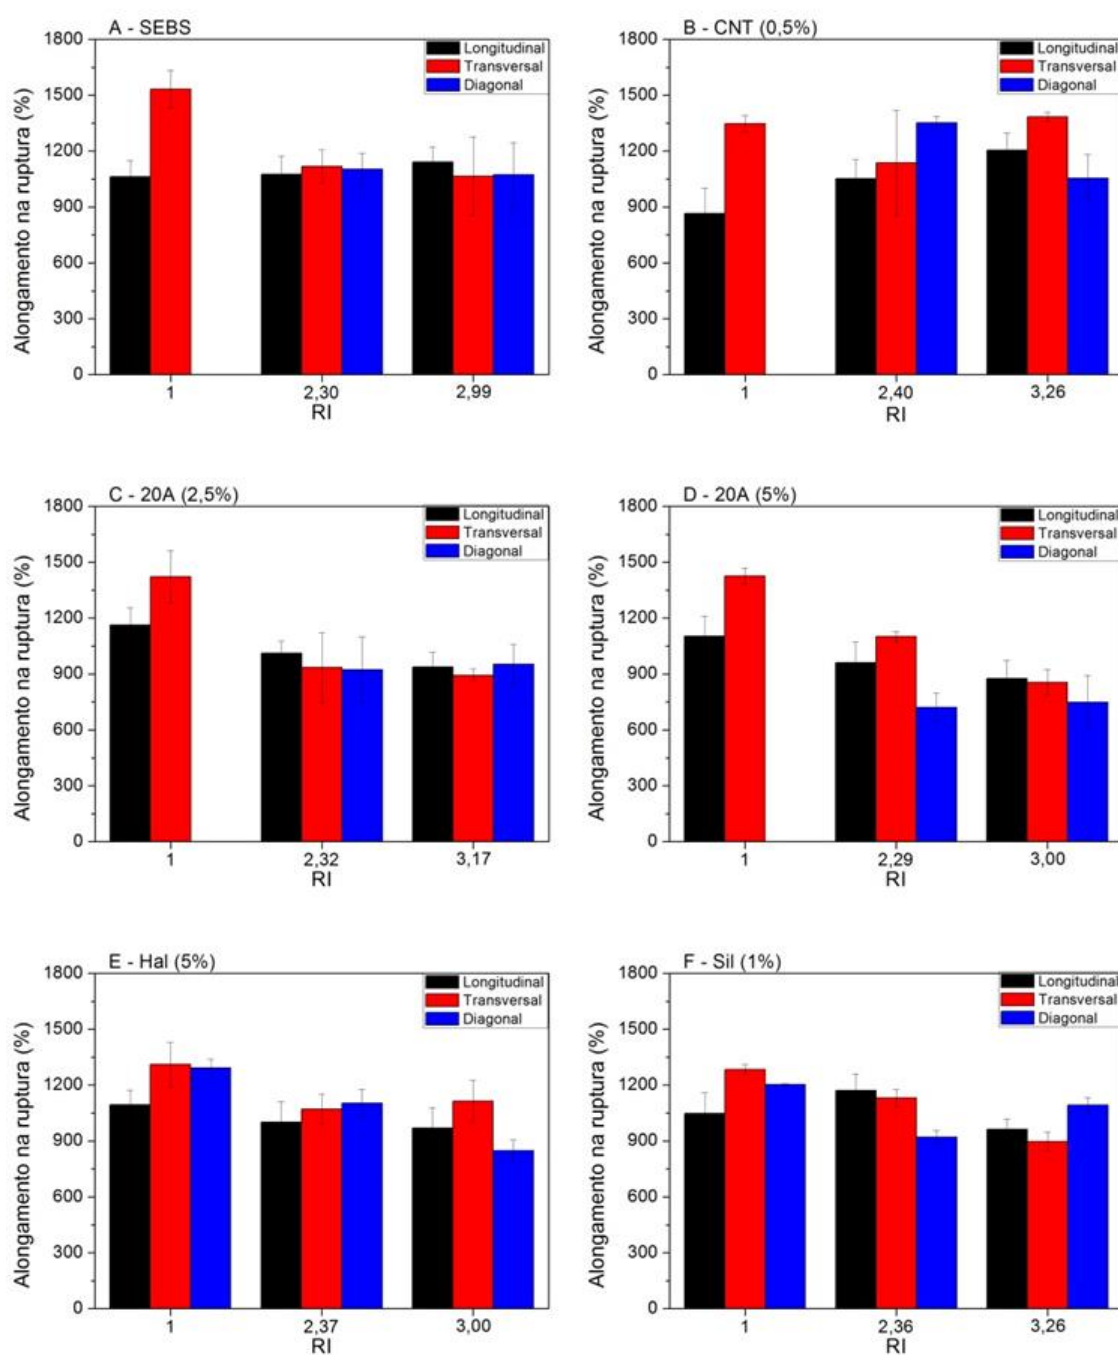 A - SEBS
1800
1500
1200
900
600
300
0
Alongamento na ruptura (%)
Longitudinal
Transversal
Diagonal
1
2,30
2,99
RI
B - CNT (0,5%)
1800
1500
1200
900
600
300
0
Alongamento na ruptura (%)
Longitudinal
Transversal
Diagonal
1
2,40
3,26
RI
C - 20A (2,5%)
1800
1500
1200
900
600
300
0
Alongamento na ruptura (%)
Longitudinal
Transversal
Diagonal
1
2,32
3,17
RI
D - 20A (5%)
1800
1500
1200
900
600
300
0
Alongamento na ruptura (%)
Longitudinal
Transversal
Diagonal
1
2,29
3,00
RI
E - Hal (5%)
1800
1500
1200
900
600
300
0
Alongamento na ruptura (%)
Longitudinal
Transversal
Diagonal
1
2,37
3,00
RI
F - Sil (1%)
1800
1500
1200
900
600
300
0
Alongamento na ruptura (%)
Longitudinal
Transversal
Diagonal
1
2,36
3,26
RI